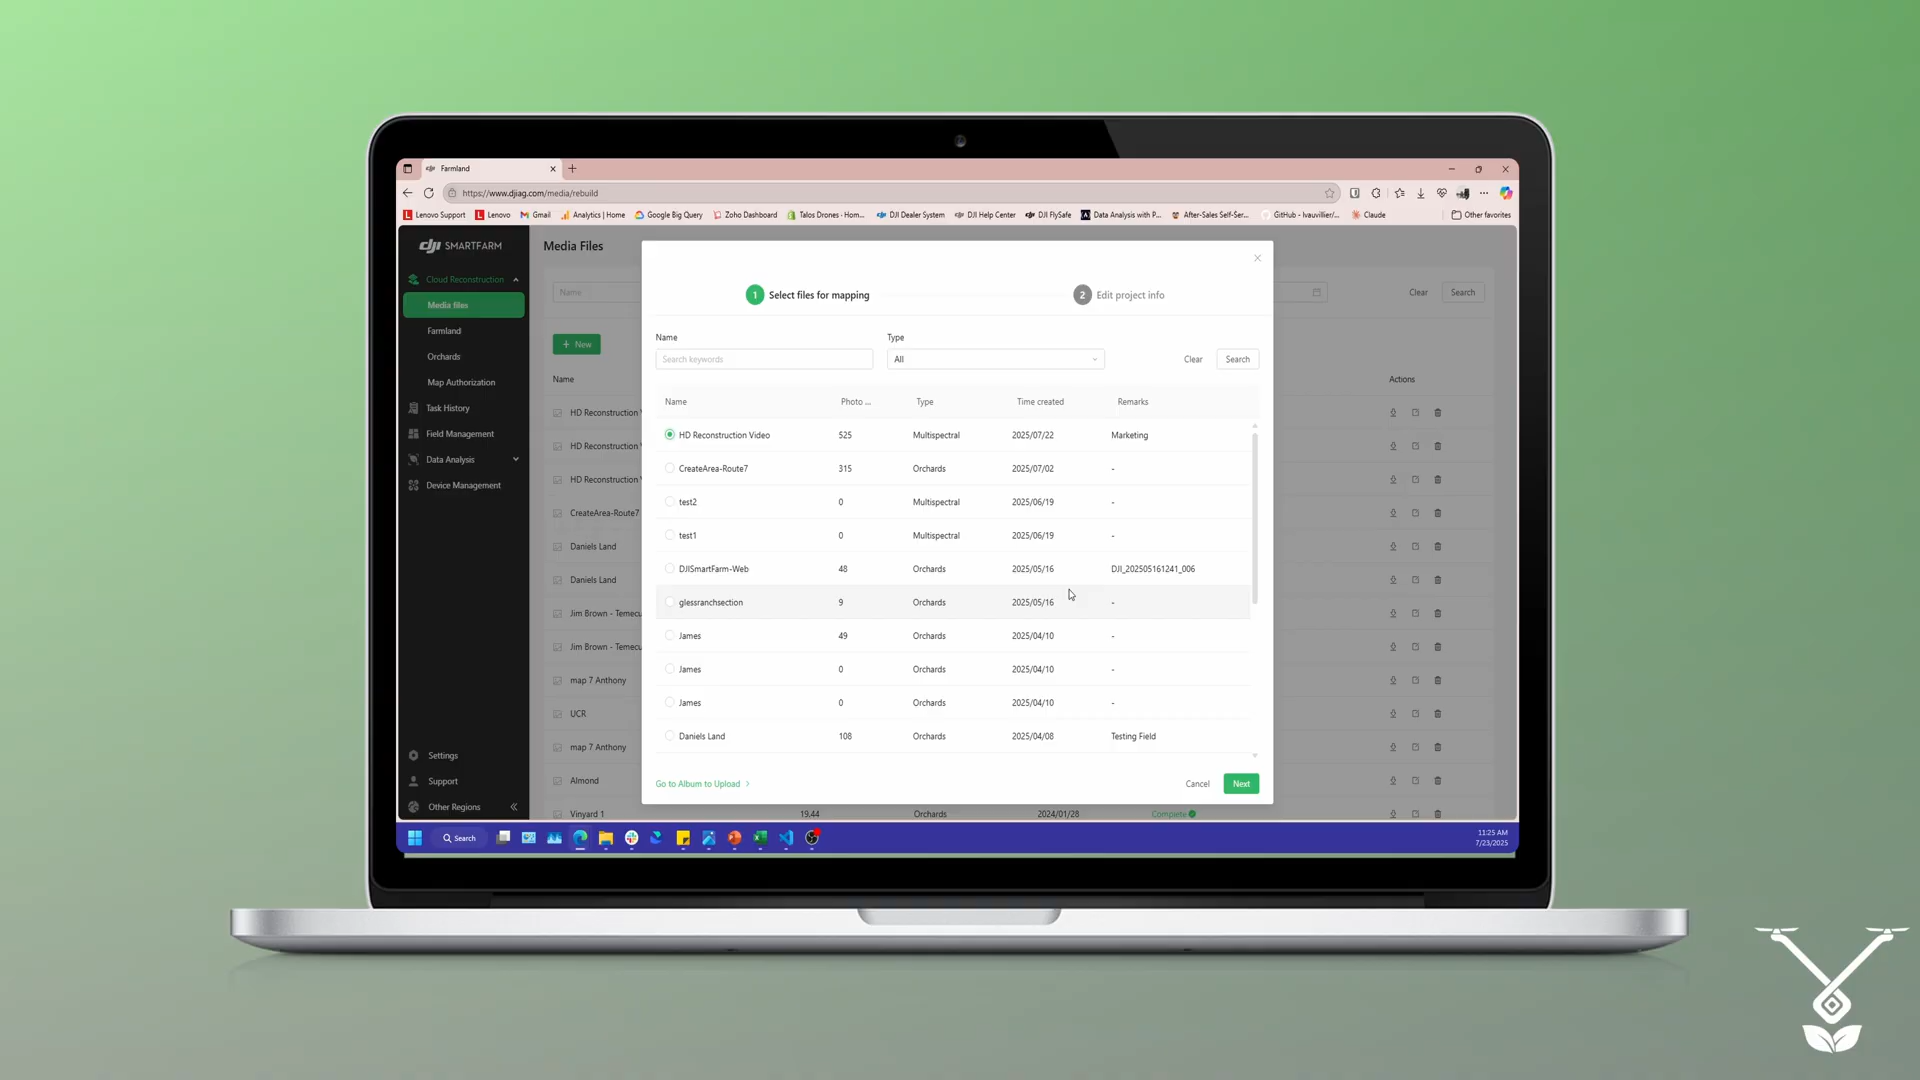 Farmland
https://www.djiag.com/media/rebuild
Lenovo Support
Lenovo
Gmail
Analytics | Home
Google Big Query
Zoho Dashboard
Talos Drones - Hom...
DJI Dealer System
DJI Help Center
DJI FlySafe
Data Analysis with P...
After-Sales Self-Ser...
GitHub - lvauvillier/...
Claude
Other favorites
dji SMARTFARM
Cloud Reconstruction
Media files
Farmland
Orchards
Map Authorization
Task History
Field Management
Data Analysis
Device Management
Settings
Support
Other Regions
Media Files
Name
Clear
Search
+ New
Name
Actions
HD Reconstruction
HD Reconstruction
HD Reconstruction
CreateArea-Route7
Daniels Land
Daniels Land
Jim Brown - Temecu
Jim Brown - Temecu
map 7 Anthony
UCR
map 7 Anthony
Almond
Vinyard 1 19.44 Orchards 2024/01/28 Complete
1 Select files for mapping
2 Edit project info
Name
Type
Search keywords
All
Clear
Search
Name Photo ... Type Time created Remarks
HD Reconstruction Video 525 Multispectral 2025/07/22 Marketing
CreateArea-Route7 315 Orchards 2025/07/02 -
test2 0 Multispectral 2025/06/19 -
test1 0 Multispectral 2025/06/19 -
DJISmartFarm-Web 48 Orchards 2025/05/16 DJI_202505161241_006
glessranchsection 9 Orchards 2025/05/16 -
James 49 Orchards 2025/04/10 -
James 0 Orchards 2025/04/10 -
James 0 Orchards 2025/04/10 -
Daniels Land 108 Orchards 2025/04/08 Testing Field
Go to Album to Upload >
Cancel
Next
Search
11:25 AM
7/23/2025